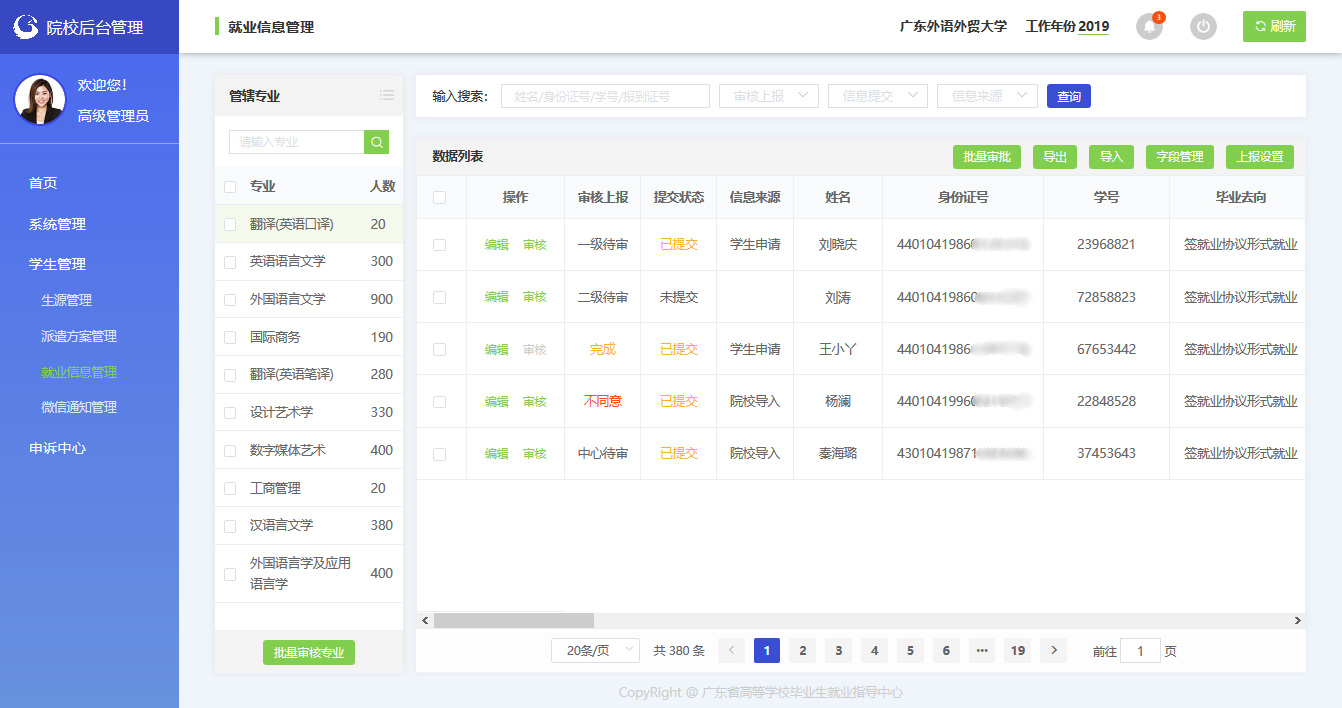 院校后台管理
欢迎您!
高级管理员
首页
系统管理
学生管理
生源管理
派遣方案管理
就业信息管理
微信通知管理
申诉中心
就业信息管理
广东外语外贸大学 工作年份 2019 3 刷新
管辖专业
请输入专业
专业 人数
翻译(英语口译) 20
英语语言文学 300
外国语言文学 900
国际商务 190
翻译(英语笔译) 280
设计艺术学 330
数字媒体艺术 400
工商管理 20
汉语言文学 380
外国语言学及应用
语言学 400
批量审核专业
输入搜索: 姓名/身份证号/学号/报到证号 审核上报 信息提交 信息来源 查询
数据列表 批量审批 导出 导入 字段管理 上报设置
操作 审核上报 提交状态 信息来源 姓名 身份证号 学号 毕业去向
编辑 审核 一级待审 已提交 学生申请 刘晓庆 4401041986 23968821 签就业协议形式就业
编辑 审核 二级待审 未提交 刘涛 44010419860 72858823 签就业协议形式就业
编辑 审核 完成 已提交 学生申请 王小丫 4401041986 67653442 签就业协议形式就业
编辑 审核 不同意 已提交 院校导入 杨澜 44010419960 22848528 签就业协议形式就业
编辑 审核 中心待审 已提交 院校导入 秦海璐 43010419871 37453643 签就业协议形式就业
20条/页 共 380 条 < 1 2 3 4 5 6 ··· 19 > 前往 1 页
CopyRight @ 广东省高等学校毕业生就业指导中心